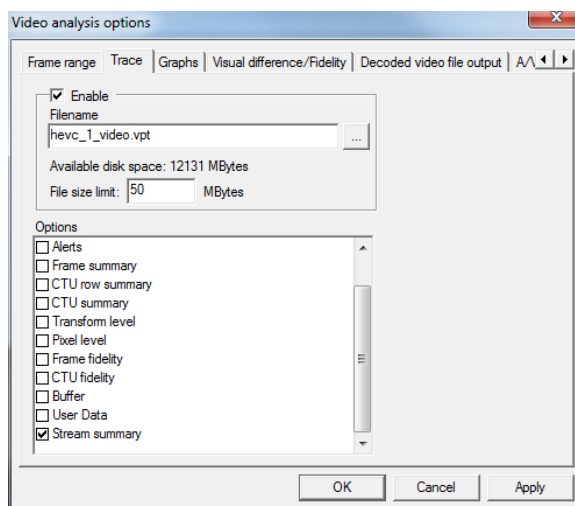 Video analysis options
Frame range Trace Graphs Visual difference/Fidelity Decoded video file output A/V
Enable
Filename
hevc_1_video.vpt ...
Available disk space: 12131 MBytes
File size limit: 50 MBytes
Options
Alerts
Frame summary
CTU row summary
CTU summary
Transform level
Pixel level
Frame fidelity
CTU fidelity
Buffer
User Data
Stream summary
OK Cancel Apply